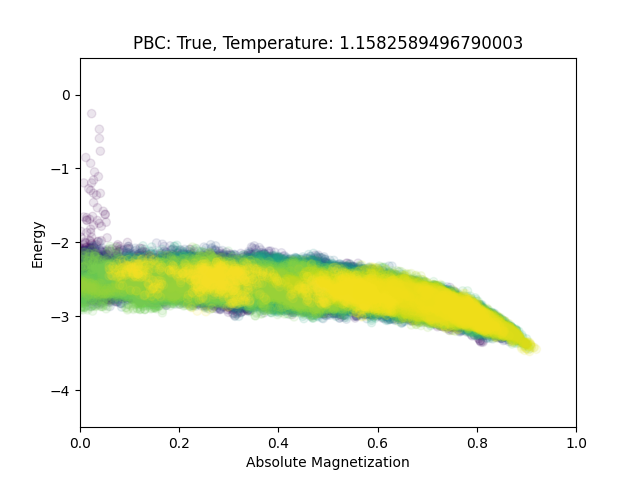 PBC: True, Temperature: 1.1582589496790003
0
−1
−2
−3
−4
Energy
0.0 0.2 0.4 0.6 0.8 1.0
Absolute Magnetization